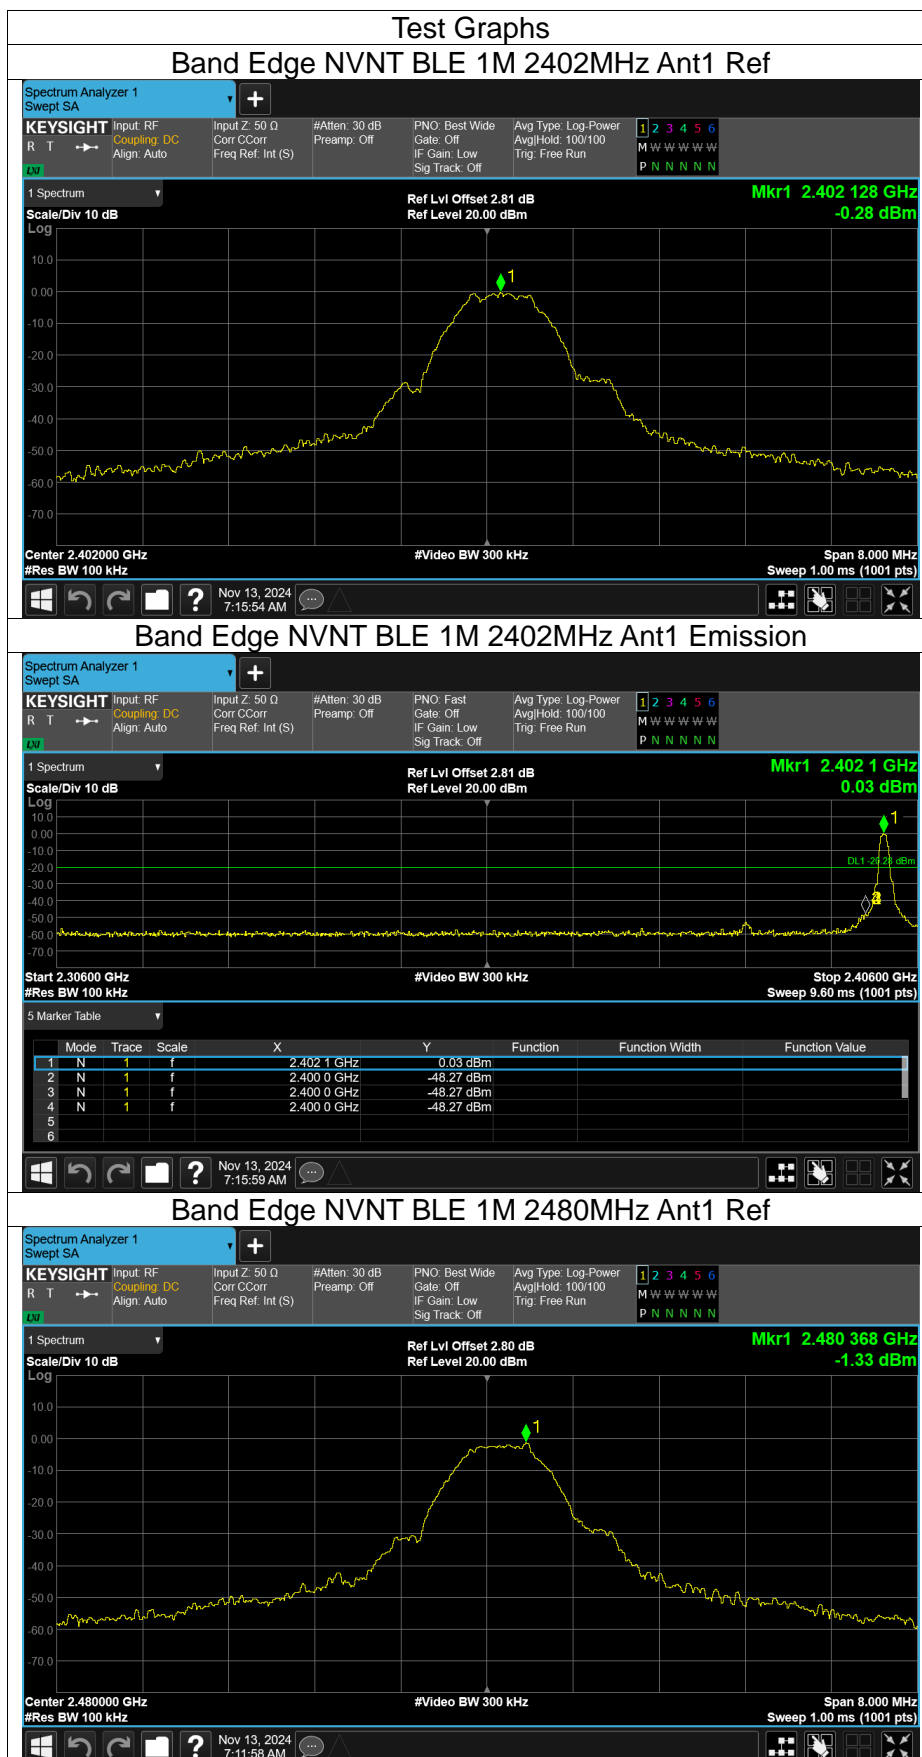 Test Graphs
Band Edge NVNT BLE 1M 2402MHz Ant1 Ref
Spectrum Analyzer 1
Swept SA
KEYSIGHT Input: RF Input Z: 50 Ω #Atten: 30 dB PNO: Best Wide Avg Type: Log-Power 1 2 3 4 5 6
R T Coupling: DC Corr CCorr Preamp: Off Gate: Off Avg|Hold: 100/100 M W W W W W
Align: Auto Freq Ref: Int (S) IF Gain: Low Trig: Free Run
LXI Sig Track: Off P N N N N N
1 Spectrum Ref Lvl Offset 2.81 dB Mkr1 2.402 128 GHz
Scale/Div 10 dB Ref Level 20.00 dBm -0.28 dBm
Log
10.0
1
0.00
-10.0
-20.0
-30.0
-40.0
-50.0
-60.0
-70.0
Center 2.402000 GHz #Video BW 300 kHz Span 8.000 MHz
#Res BW 100 kHz Sweep 1.00 ms (1001 pts)
? Nov 13, 2024
7:15:54 AM
Band Edge NVNT BLE 1M 2402MHz Ant1 Emission
Spectrum Analyzer 1
Swept SA
KEYSIGHT Input: RF Input Z: 50 Ω #Atten: 30 dB PNO: Fast Avg Type: Log-Power 1 2 3 4 5 6
R T Coupling: DC Corr CCorr Preamp: Off Gate: Off Avg|Hold: 100/100 M W W W W W
Align: Auto Freq Ref: Int (S) IF Gain: Low Trig: Free Run
LXI Sig Track: Off P N N N N N
1 Spectrum Ref Lvl Offset 2.81 dB Mkr1 2.402 1 GHz
Scale/Div 10 dB Ref Level 20.00 dBm 0.03 dBm
Log
10.0 1
0.00
-10.0
DL1 -20.28 dBm
-20.0
-30.0
-40.0
-50.0
-60.0
-70.0
Start 2.30600 GHz #Video BW 300 kHz Stop 2.40600 GHz
#Res BW 100 kHz Sweep 9.60 ms (1001 pts)
5 Marker Table
Mode Trace Scale X Y Function Function Width Function Value
1 N 1 f 2.402 1 GHz 0.03 dBm
2 N 1 f 2.400 0 GHz -48.27 dBm
3 N 1 f 2.400 0 GHz -48.27 dBm
4 N 1 f 2.400 0 GHz -48.27 dBm
5
6
? Nov 13, 2024
7:15:59 AM
Band Edge NVNT BLE 1M 2480MHz Ant1 Ref
Spectrum Analyzer 1
Swept SA
KEYSIGHT Input: RF Input Z: 50 Ω #Atten: 30 dB PNO: Best Wide Avg Type: Log-Power 1 2 3 4 5 6
R T Coupling: DC Corr CCorr Preamp: Off Gate: Off Avg|Hold: 100/100 M W W W W W
Align: Auto Freq Ref: Int (S) IF Gain: Low Trig: Free Run
LXI Sig Track: Off P N N N N N
1 Spectrum Ref Lvl Offset 2.80 dB Mkr1 2.480 368 GHz
Scale/Div 10 dB Ref Level 20.00 dBm -1.33 dBm
Log
10.0
1
0.00
-10.0
-20.0
-30.0
-40.0
-50.0
-60.0
-70.0
Center 2.480000 GHz #Video BW 300 kHz Span 8.000 MHz
#Res BW 100 kHz Sweep 1.00 ms (1001 pts)
? Nov 13, 2024
7:11:58 AM